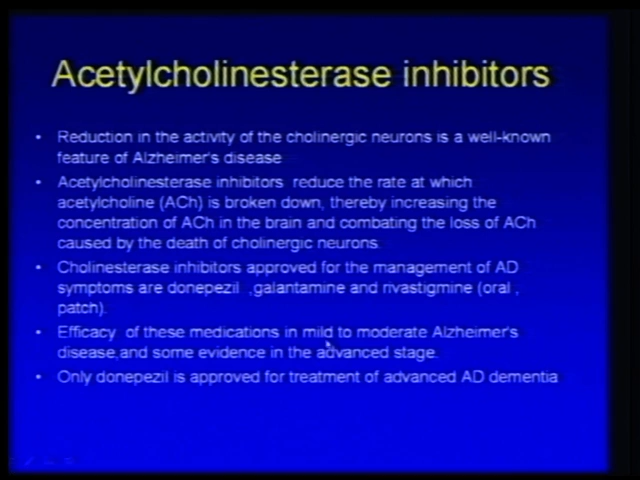 Acetylcholinesterase inhibitors
• Reduction in the activity of the cholinergic neurons is a well-known
feature of Alzheimer's disease
• Acetylcholinesterase inhibitors reduce the rate at which
acetylcholine (ACh) is broken down, thereby increasing the
concentration of ACh in the brain and combating the loss of ACh
caused by the death of cholinergic neurons.
• Cholinesterase inhibitors approved for the management of AD
symptoms are donepezil ,galantamine and rivastigmine (oral ,
patch).
• Efficacy of these medications in mild to moderate Alzheimer's
disease,and some evidence in the advanced stage.
• Only donepezil is approved for treatment of advanced AD dementia